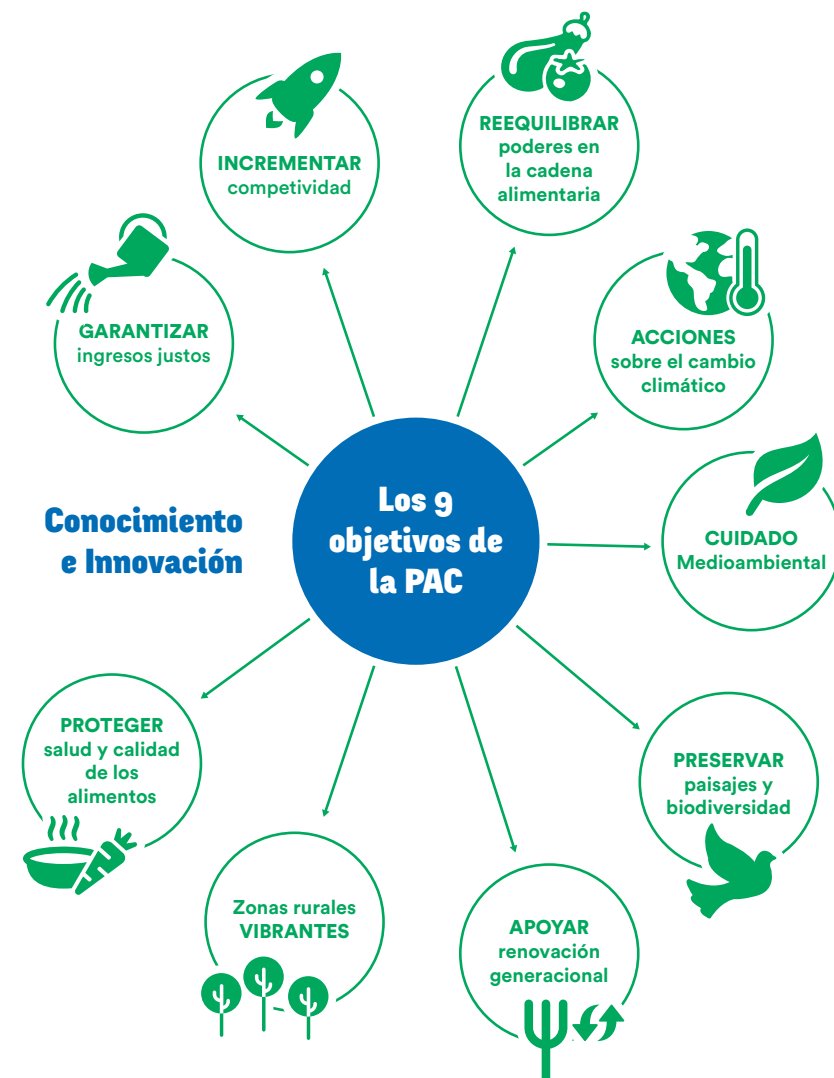 INCREMENTAR
competividad
REEQUILIBRAR
poderes en
la cadena
alimentaria
GARANTIZAR
ingresos justos
ACCIONES
sobre el cambio
climático
Conocimiento
e Innovación
Los 9
objetivos de
la PAC
CUIDADO
Medioambiental
PROTEGER
salud y calidad
de los
alimentos
PRESERVAR
paisajes y
biodiversidad
Zonas rurales
VIBRANTES
APOYAR
renovación
generacional